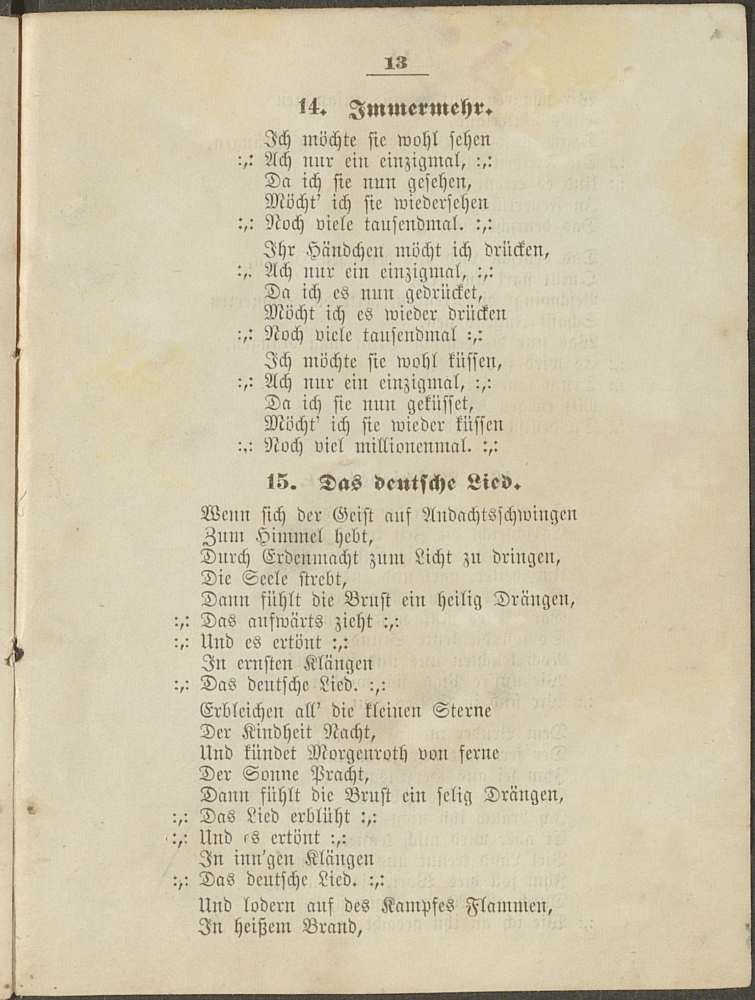 13
14. Immermehr.
Ich möchte sie wohl sehen
:,: Ach nur ein einzigmal, :,:
Da ich sie nun gesehen,
Möcht' ich sie wiedersehen
:,: Noch viele tausendmal. :,:
Ihr Händchen möcht ich drücken,
:,. Ach nur ein einzigmal, :,:
Da ich es nun gedrücket,
Möcht ich es wieder drücken
:,: Noch viele tausendmal :,:
Ich möchte sie wohl küssen,
:,: Ach nur ein einzigmal, :,:
Da ich sie nun geküsset,
Möcht' ich sie wieder küssen
:,: Noch viel millionenmal. :,:
15. Das deutsche Lied.
Wenn sich der Geist auf Andachtsschwingen
Zum Himmel hebt,
Durch Erdenmacht zum Licht zu dringen,
Die Seele strebt,
Dann fühlt die Brust ein heilig Drängen,
:,: Das aufwärts zieht :,:
:,: Und es ertönt :,:
In ernsten Klängen
:,: Das deutsche Lied. :,:
Erbleichen all' die kleinen Sterne
Der Kindheit Nacht,
Und kündet Morgenroth von ferne
Der Sonne Pracht,
Dann fühlt die Brust ein selig Drängen,
:,: Das Lied erblüht :,:
:,: Und es ertönt :,:
In inn'gen Klängen
:,: Das deutsche Lied. :,:
Und lodern auf des Kampfes Flammen,
In heißem Brand,